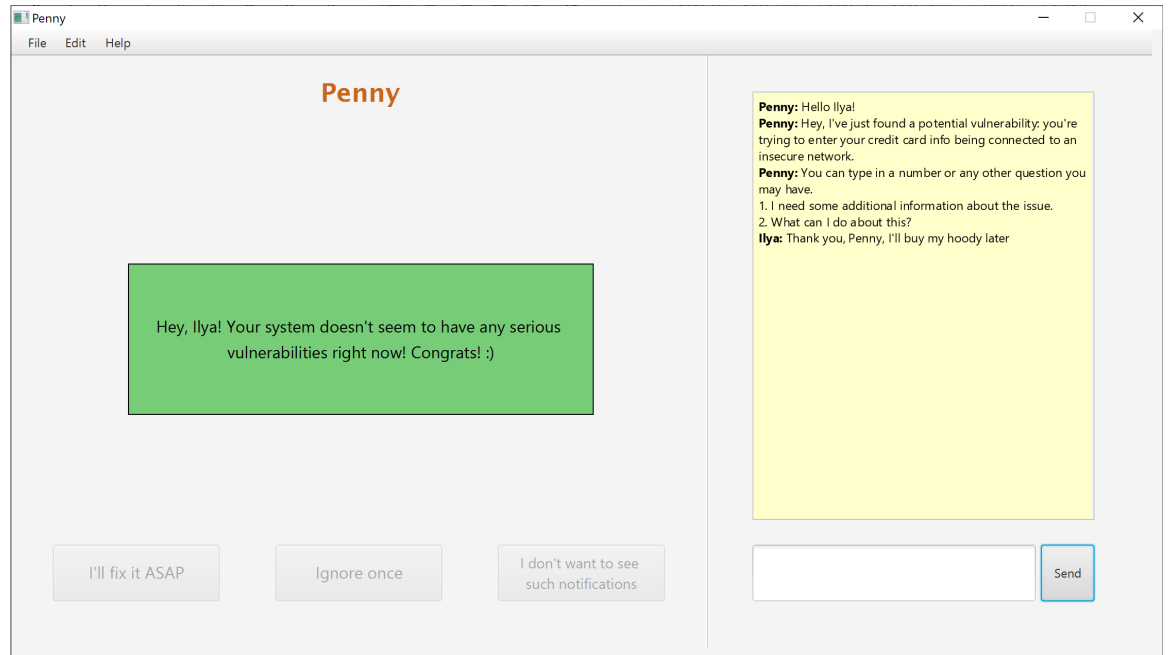 Penny
File Edit Help
Penny
Hey, Ilya! Your system doesn't seem to have any serious
vulnerabilities right now! Congrats! :)
I'll fix it ASAP
Ignore once
I don't want to see
such notifications
Penny: Hello Ilya!
Penny: Hey, I've just found a potential vulnerability: you're
trying to enter your credit card info being connected to an
insecure network.
Penny: You can type in a number or any other question you
may have.
1. I need some additional information about the issue.
2. What can I do about this?
Ilya: Thank you, Penny, I'll buy my hoody later
Send